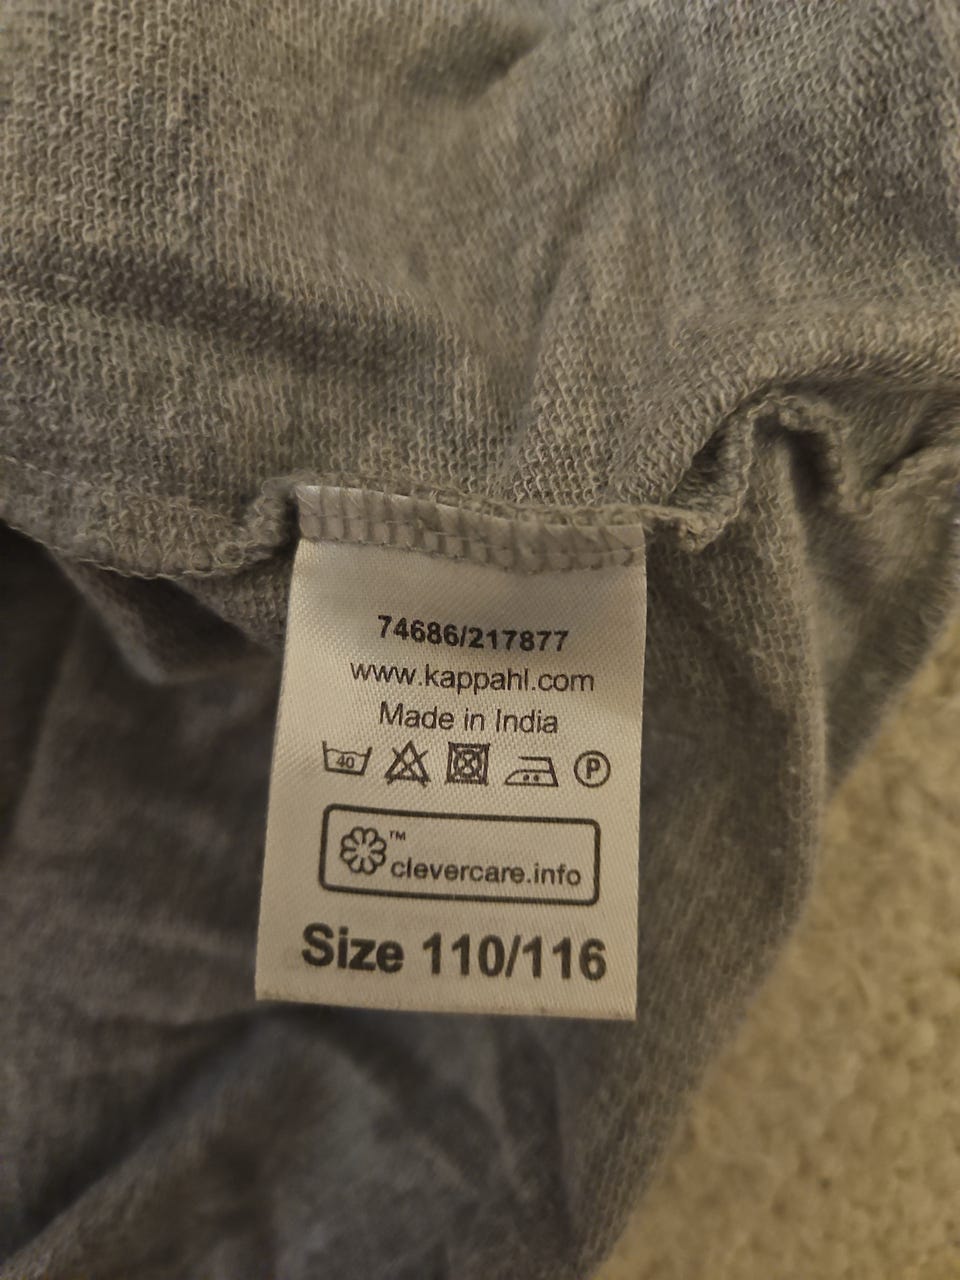 74686/217877
www.kappahl.com
Made in India
40 P
™
clevercare.info
Size 110/116